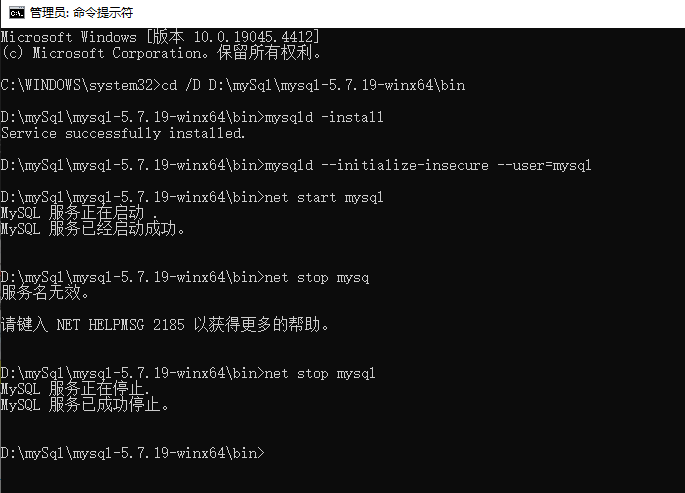 管理员: 命令提示符
Microsoft Windows [版本 10.0.19045.4412]
(c) Microsoft Corporation。保留所有权利。
C:\WINDOWS\system32>cd /D D:\mySql\mysql-5.7.19-winx64\bin
D:\mySql\mysql-5.7.19-winx64\bin>mysqld -install
Service successfully installed.
D:\mySql\mysql-5.7.19-winx64\bin>mysqld --initialize-insecure --user=mysql
D:\mySql\mysql-5.7.19-winx64\bin>net start mysql
MySQL 服务正在启动 .
MySQL 服务已经启动成功。
D:\mySql\mysql-5.7.19-winx64\bin>net stop mysq
服务名无效。
请键入 NET HELPMSG 2185 以获得更多的帮助。
D:\mySql\mysql-5.7.19-winx64\bin>net stop mysql
MySQL 服务正在停止.
MySQL 服务已成功停止。
D:\mySql\mysql-5.7.19-winx64\bin>